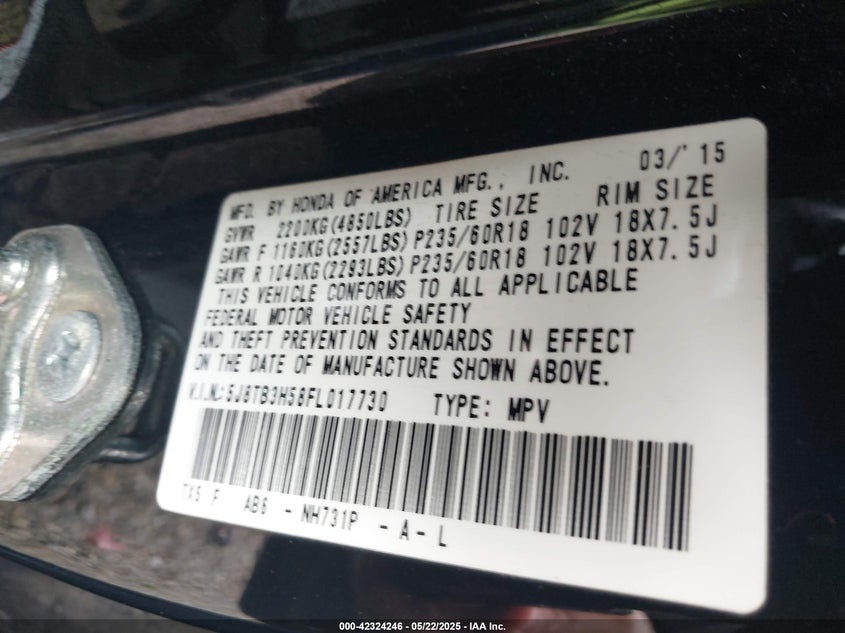 MFD. BY HONDA OF AMERICA MFG., INC. 03/'15
GVWR 2200KG(4850LBS) TIRE SIZE RIM SIZE
GAWR F 1160KG(2557LBS) P235/60R18 102V 18X7.5J
GAWR R 1040KG(2293LBS) P235/60R18 102V 18X7.5J
THIS VEHICLE CONFORMS TO ALL APPLICABLE
FEDERAL MOTOR VEHICLE SAFETY
AND THEFT PREVENTION STANDARDS IN EFFECT
ON THE DATE OF MANUFACTURE SHOWN ABOVE.
V.I.N.:5J8TB3H58FL017730 TYPE: MPV
TX5 F AB6 - NH731P - A - L
000-42324246 - 05/22/2025 - IAA Inc.